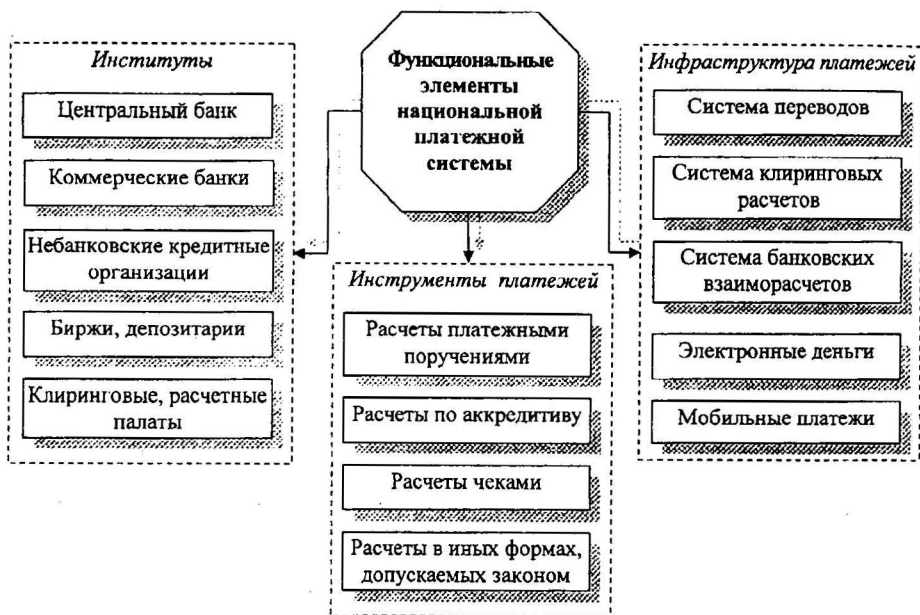 Функциональные
элементы
национальной
платежной
системы
Институты
Центральный банк
Коммерческие банки
Небанковские кредитные
организации
Биржи, депозитарии
Клиринговые, расчетные
палаты
Инструменты платежей
Расчеты платежными
поручениями
Расчеты по аккредитиву
Расчеты чеками
Расчеты в иных формах,
допускаемых законом
Инфраструктура платежей
Система переводов
Система клиринговых
расчетов
Система банковских
взаиморасчетов
Электронные деньги
Мобильные платежи